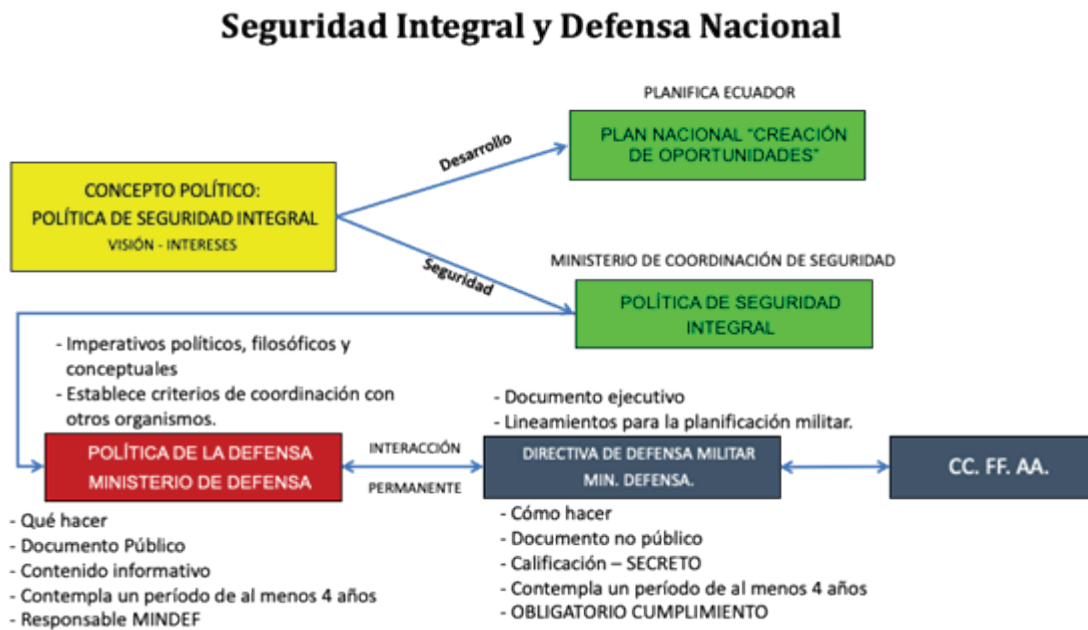 Seguridad Integral y Defensa Nacional
PLANIFICA ECUADOR
PLAN NACIONAL "CREACIÓN
DE OPORTUNIDADES"
Desarrollo
CONCEPTO POLÍTICO:
POLÍTICA DE SEGURIDAD INTEGRAL
VISIÓN - INTERESES
Seguridad
MINISTERIO DE COORDINACIÓN DE SEGURIDAD
POLÍTICA DE SEGURIDAD
INTEGRAL
- Imperativos políticos, filosóficos y
conceptuales
- Establece criterios de coordinación con
otros organismos.
- Documento ejecutivo
- Lineamientos para la planificación militar.
POLÍTICA DE LA DEFENSA
MINISTERIO DE DEFENSA
INTERACCIÓN
PERMANENTE
DIRECTIVA DE DEFENSA MILITAR
MIN. DEFENSA.
CC. FF. AA.
- Qué hacer
- Documento Público
- Contenido informativo
- Contempla un período de al menos 4 años
- Responsable MINDEF
- Cómo hacer
- Documento no público
- Calificación – SECRETO
- Contempla un período de al menos 4 años
- OBLIGATORIO CUMPLIMIENTO